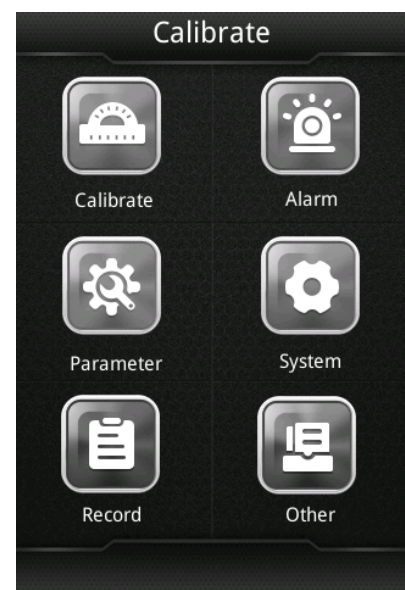 Calibrate
Calibrate
Alarm
Parameter
System
Record
Other